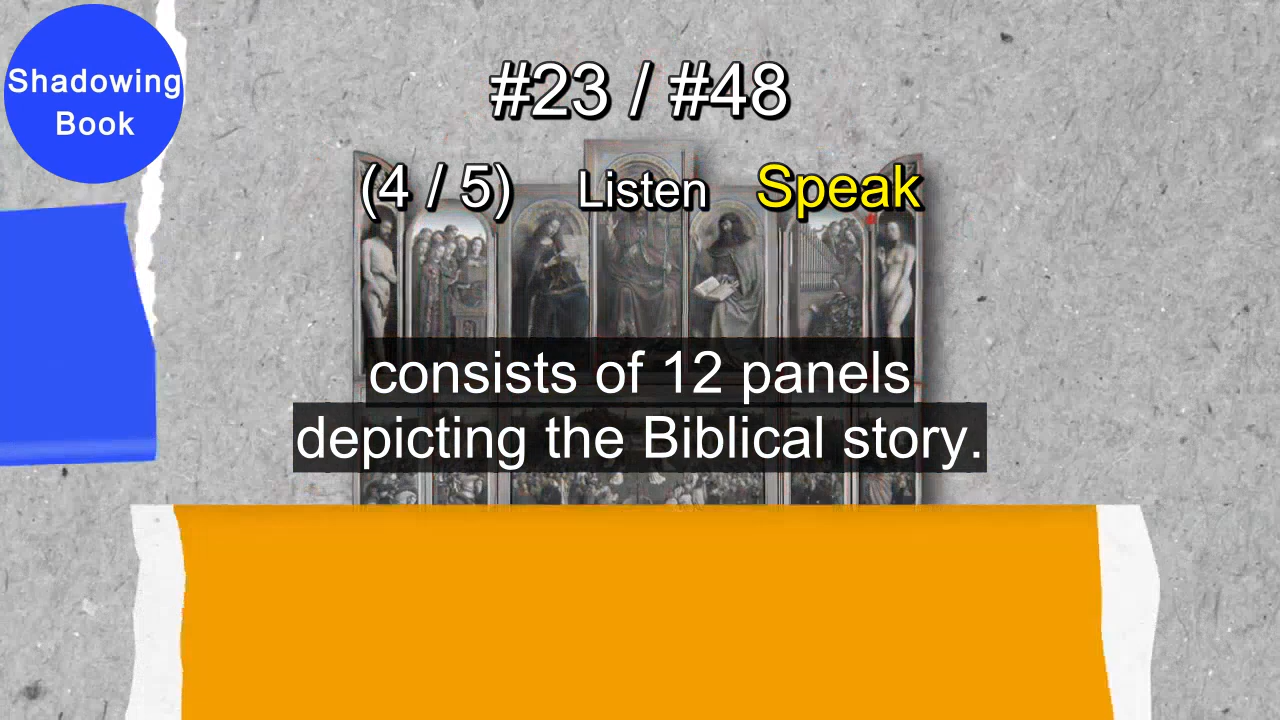 Shadowing
Book
#23 / #48
(4 / 5) Listen Speak
consists of 12 panels
depicting the Biblical story.